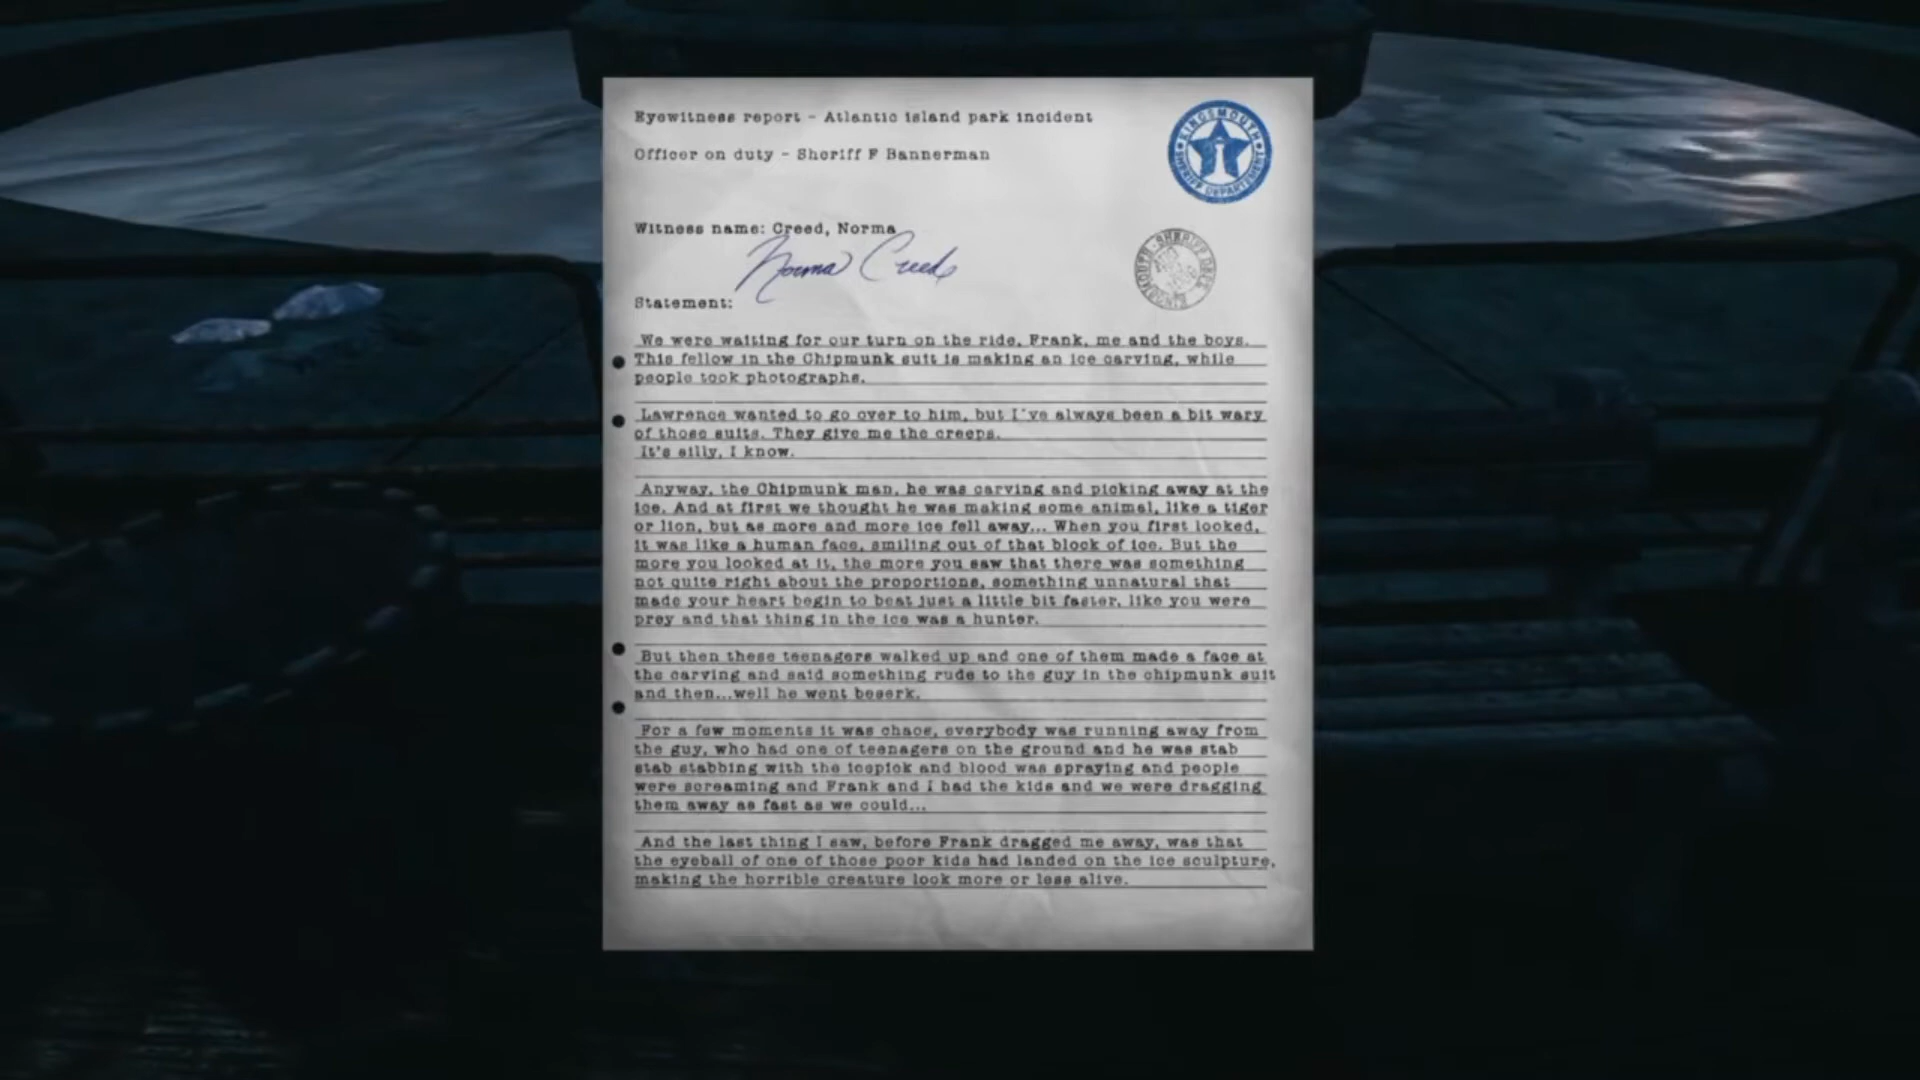 Eyewitness report - Atlantic island park incident
Officer on duty - Sheriff F Bannerman
KINGSMOUTH
SHERIFF DEPARTEMENT
Witness name: Creed, Norma
Norma Creed
KINGSMOUTH SHERIFF DEPT.
Statement:
We were waiting for our turn on the ride, Frank, me and the boys.
This fellow in the Chipmunk suit is making an ice carving, while
people took photographs.
Lawrence wanted to go over to him, but I've always been a bit wary
of those suits. They give me the creeps.
It's silly, I know.
Anyway, the Chipmunk man, he was carving and picking away at the
ice. And at first we thought he was making some animal, like a tiger
or lion, but as more and more ice fell away... When you first looked,
it was like a human face, smiling out of that block of ice. But the
more you looked at it, the more you saw that there was something
not quite right about the proportions, something unnatural that
made your heart begin to beat just a little bit faster, like you were
prey and that thing in the ice was a hunter.
But then these teenagers walked up and one of them made a face at
the carving and said something rude to the guy in the chipmunk suit
and then...well he went beserk.
For a few moments it was chaos, everybody was running away from
the guy, who had one of teenagers on the ground and he was stab
stab stabbing with the icepick and blood was spraying and people
were screaming and Frank and I had the kids and we were dragging
them away as fast as we could...
And the last thing I saw, before Frank dragged me away, was that
the eyeball of one of those poor kids had landed on the ice sculpture,
making the horrible creature look more or less alive.